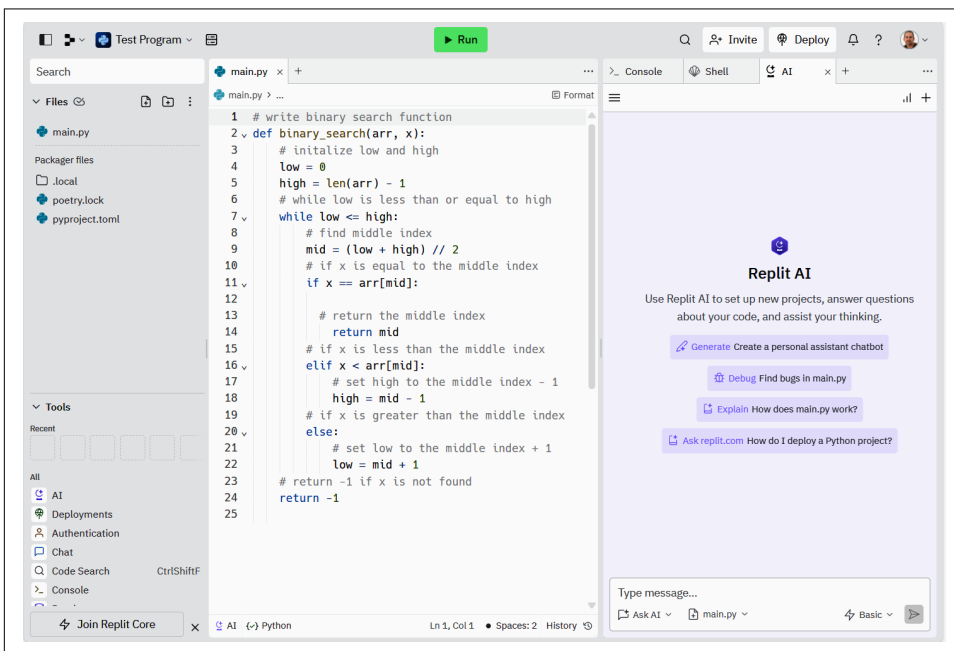 Test Program
Run
Invite
Deploy
?
Search
Files
main.py
Packager files
.local
poetry.lock
pyproject.toml
Tools
Recent
All
AI
Deployments
Authentication
Chat
Code Search CtrlShiftF
Console
Join Replit Core ×
main.py × +
main.py > ...
Format
1 # write binary search function
2 def binary_search(arr, x):
3 # initalize low and high
4 low = 0
5 high = len(arr) - 1
6 # while low is less than or equal to high
7 while low <= high:
8 # find middle index
9 mid = (low + high) // 2
10 # if x is equal to the middle index
11 if x == arr[mid]:
12
13 # return the middle index
14 return mid
15 # if x is less than the middle index
16 elif x < arr[mid]:
17 # set high to the middle index - 1
18 high = mid - 1
19 # if x is greater than the middle index
20 else:
21 # set low to the middle index + 1
22 low = mid + 1
23 # return -1 if x is not found
24 return -1
25
AI Python
Ln 1, Col 1 • Spaces: 2 History
Console
Shell
AI × +
Replit AI
Use Replit AI to set up new projects, answer questions
about your code, and assist your thinking.
Generate Create a personal assistant chatbot
Debug Find bugs in main.py
Explain How does main.py work?
Ask replit.com How do I deploy a Python project?
Type message...
Ask AI main.py Basic